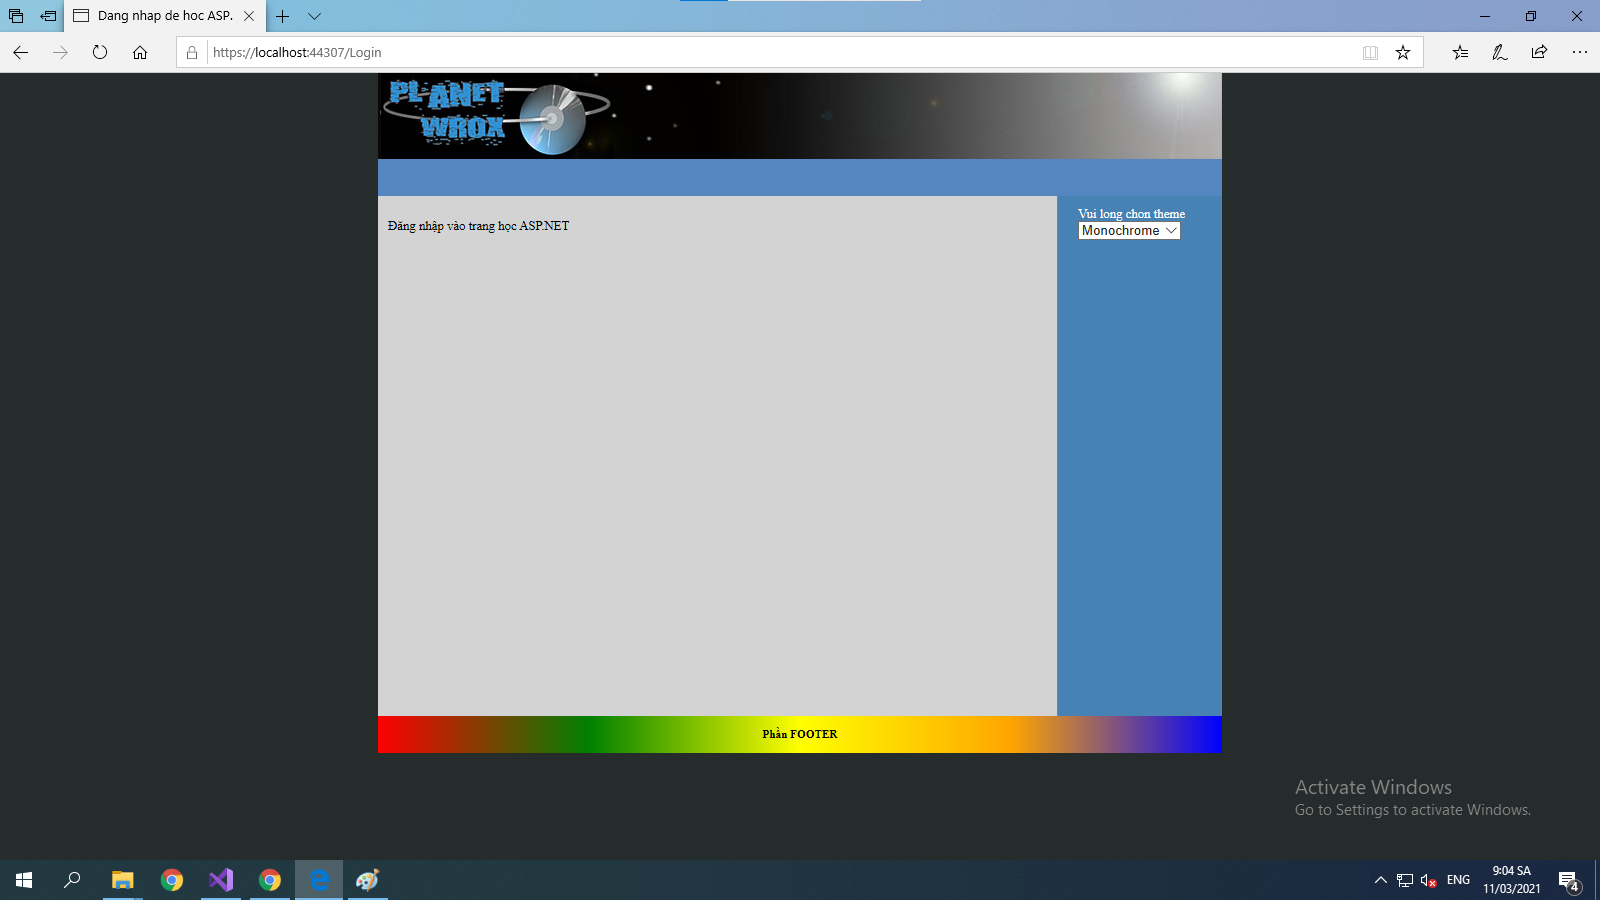 Dang nhap de hoc ASP.
https://localhost:44307/Login
PLANET
WROX
Đăng nhập vào trang học ASP.NET
Vui long chon theme
Monochrome
Phần FOOTER
Activate Windows
Go to Settings to activate Windows.
ENG
9:04 SA
11/03/2021
4